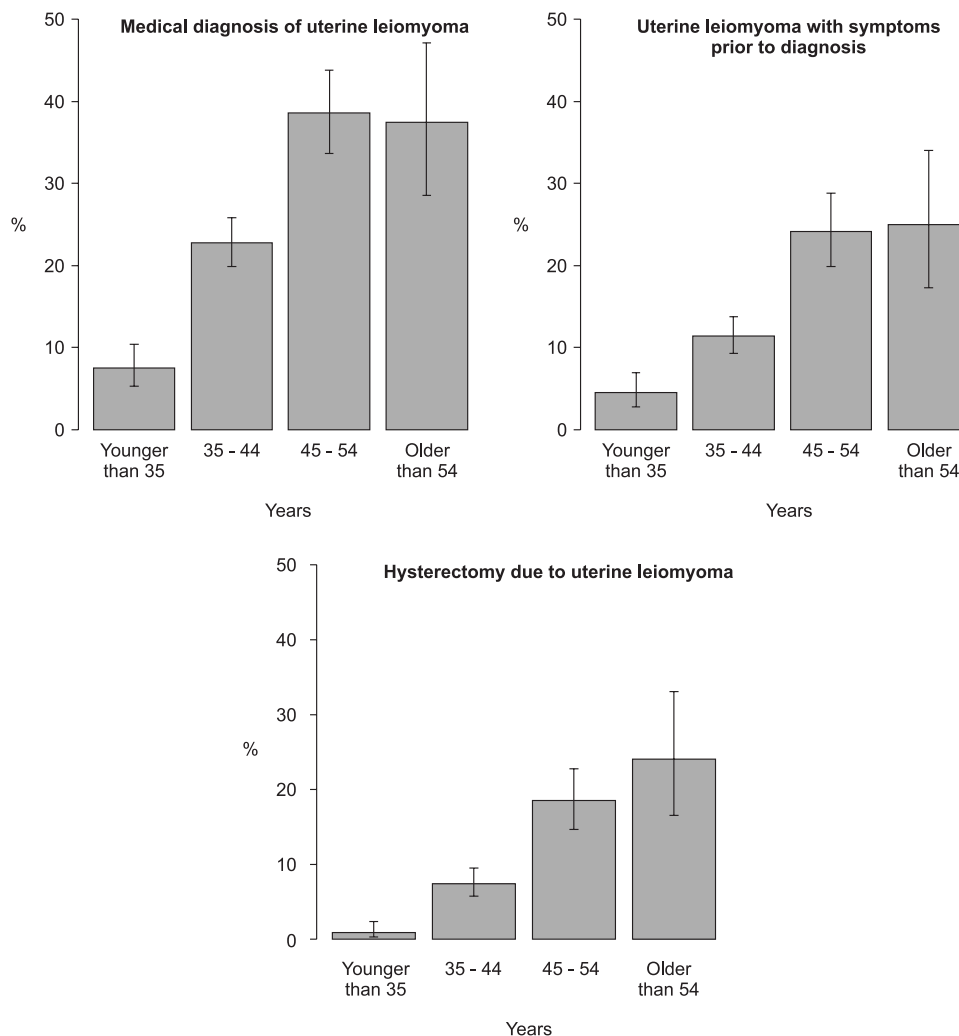 Medical diagnosis of uterine leiomyoma
50
40
30
20
10
0
%
Younger
than 35
35 - 44
45 - 54
Older
than 54
Years
Uterine leiomyoma with symptoms
prior to diagnosis
50
40
30
20
10
0
%
Younger
than 35
35 - 44
45 - 54
Older
than 54
Years
Hysterectomy due to uterine leiomyoma
50
40
30
20
10
0
%
Younger
than 35
35 - 44
45 - 54
Older
than 54
Years